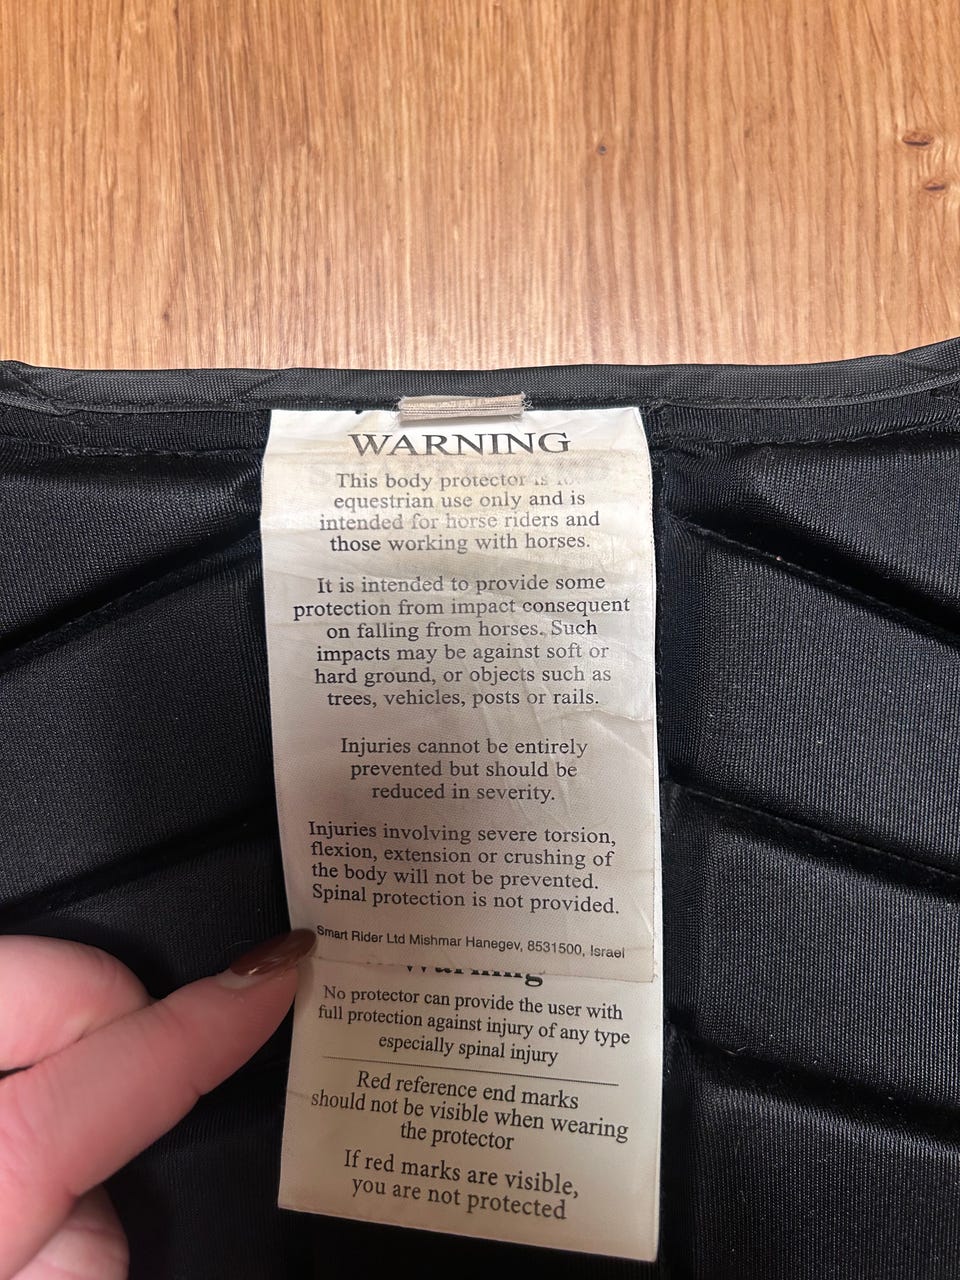 WARNING
This body protector is
equestrian use only and is
intended for horse riders and
those working with horses.
It is intended to provide some
protection from impact consequent
on falling from horses. Such
impacts may be against soft or
hard ground, or objects such as
trees, vehicles, posts or rails.
Injuries cannot be entirely
prevented but should be
reduced in severity.
Injuries involving severe torsion,
flexion, extension or crushing of
the body will not be prevented.
Spinal protection is not provided.
Smart Rider Ltd Mishmar Hanegev, 8531500, Israel
Warning
No protector can provide the user with
full protection against injury of any type
especially spinal injury
Red reference end marks
should not be visible when wearing
the protector
If red marks are visible,
you are not protected